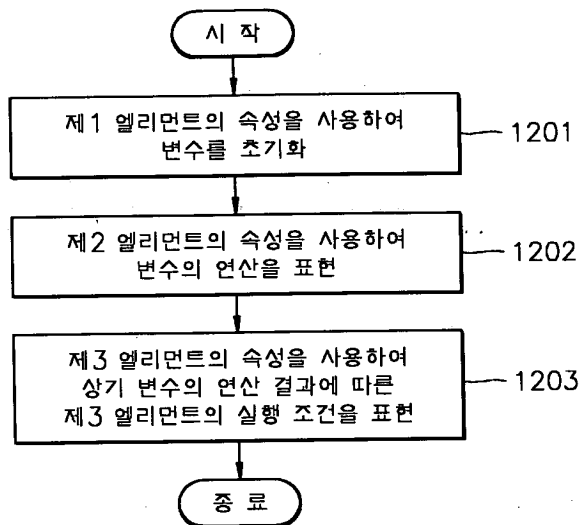 시 작
제1 엘리먼트의 속성을 사용하여
변수를 초기화
1201
제2 엘리먼트의 속성을 사용하여
변수의 연산을 표현
1202
제3 엘리먼트의 속성을 사용하여
상기 변수의 연산 결과에 따른
제3 엘리먼트의 실행 조건을 표현
1203
종 료